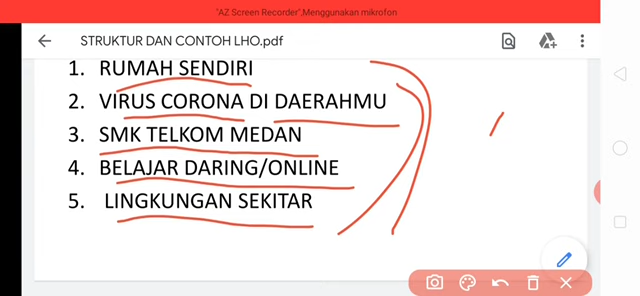 "AZ Screen Recorder",Menggunakan mikrofon
STRUKTUR DAN CONTOH LHO.pdf
1. RUMAH SENDIRI
2. VIRUS CORONA DI DAERAHMU
3. SMK TELKOM MEDAN
4. BELAJAR DARING/ONLINE
5. LINGKUNGAN SEKITAR